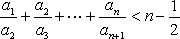 a₁/a₂ + a₂/a₃ + ⋯ + aₙ/aₙ₊₁ < n − 1/2